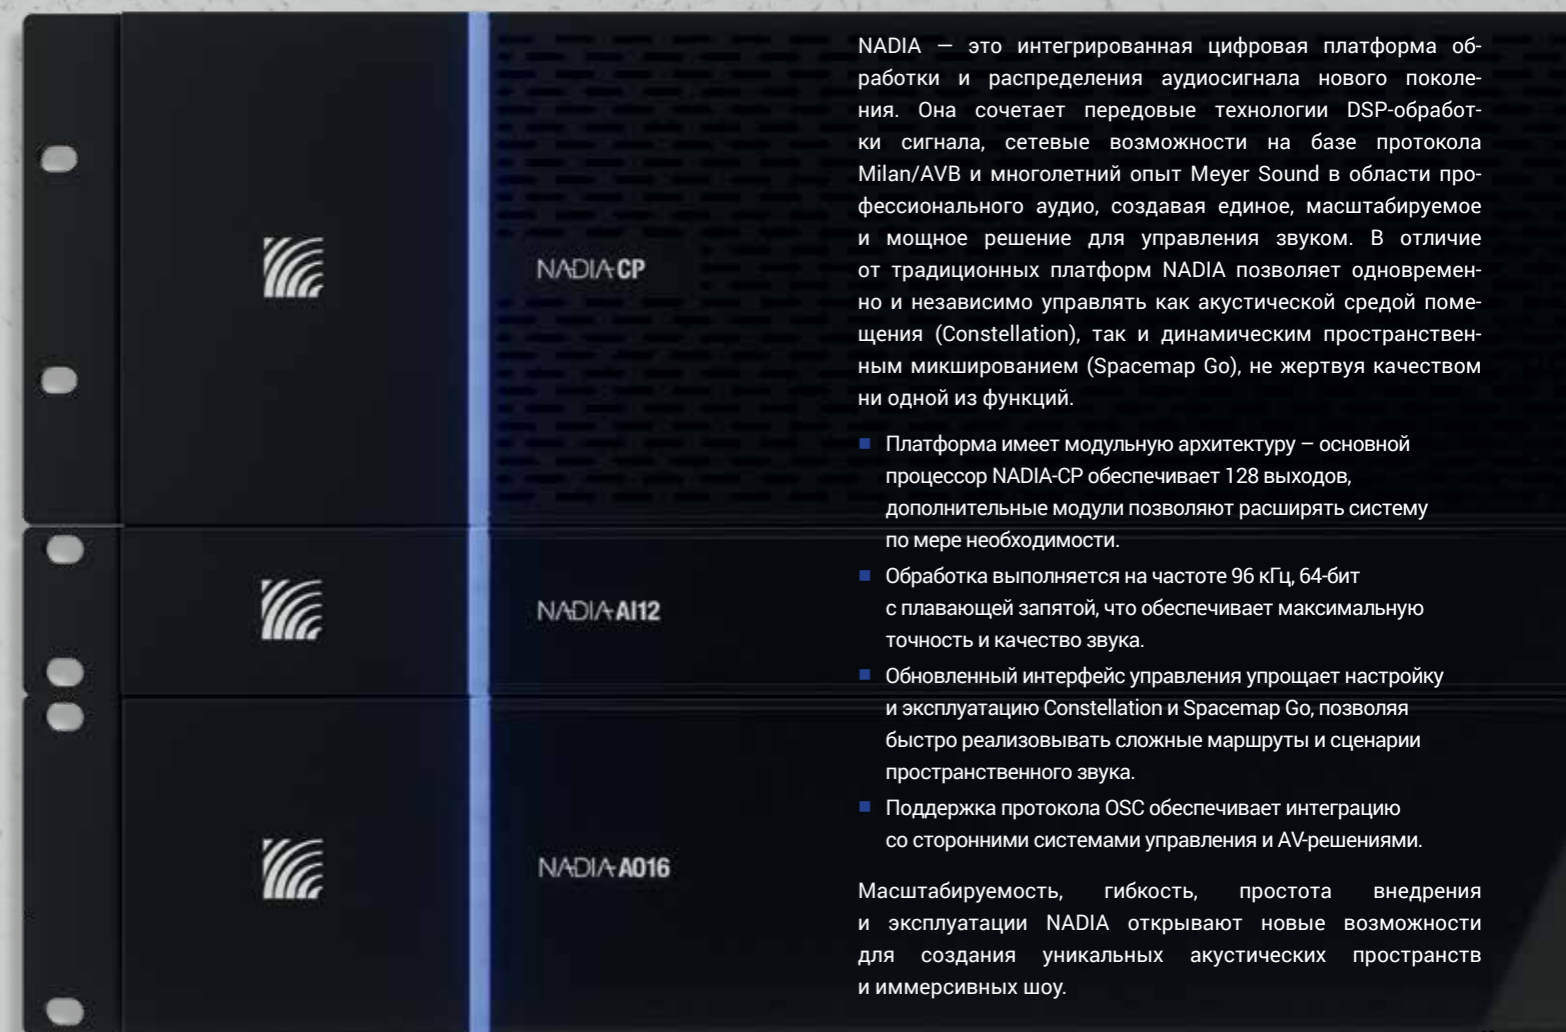 NADIA — это интегрированная цифровая платформа об-
работки и распределения аудиосигнала нового поколе-
ния. Она сочетает передовые технологии DSP-обработ-
ки сигнала, сетевые возможности на базе протокола
Milan/AVB и многолетний опыт Meyer Sound в области про-
фессионального аудио, создавая единое, масштабируемое
и мощное решение для управления звуком. В отличие
от традиционных платформ NADIA позволяет одновремен-
но и независимо управлять как акустической средой поме-
щения (Constellation), так и динамическим пространствен-
ным микшированием (Spacemap Go), не жертвуя качеством
ни одной из функций.
■ Платформа имеет модульную архитектуру – основной
процессор NADIA-CP обеспечивает 128 выходов,
дополнительные модули позволяют расширять систему
по мере необходимости.
■ Обработка выполняется на частоте 96 кГц, 64-бит
с плавающей запятой, что обеспечивает максимальную
точность и качество звука.
■ Обновленный интерфейс управления упрощает настройку
и эксплуатацию Constellation и Spacemap Go, позволяя
быстро реализовывать сложные маршруты и сценарии
пространственного звука.
■ Поддержка протокола OSC обеспечивает интеграцию
со сторонними системами управления и AV-решениями.
Масштабируемость, гибкость, простота внедрения
и эксплуатации NADIA открывают новые возможности
для создания уникальных акустических пространств
и иммерсивных шоу.
NADIA-CP
NADIA-AI12
NADIA-AO16